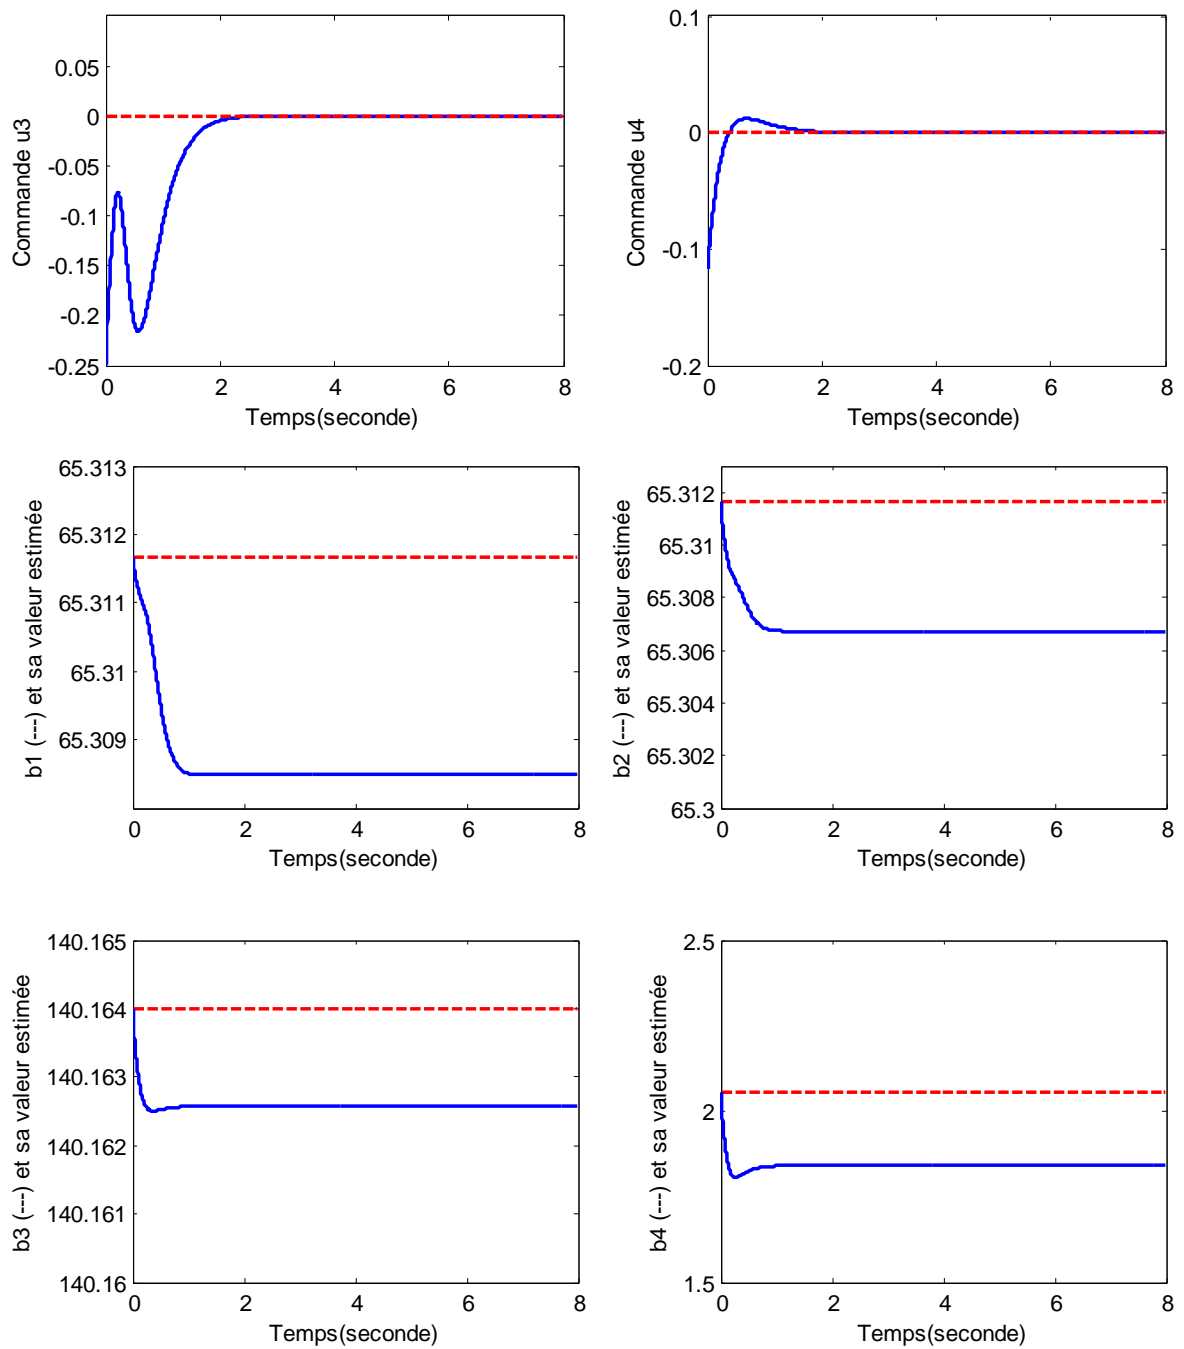 0.05
0
-0.05
-0.1
-0.15
-0.2
-0.25
Commande u3
0 2 4 6 8
Temps(seconde)
0.1
0
-0.1
-0.2
Commande u4
0 2 4 6 8
Temps(seconde)
65.313
65.312
65.311
65.31
65.309
b1 (---) et sa valeur estimée
0 2 4 6 8
Temps(seconde)
65.312
65.31
65.308
65.306
65.304
65.302
65.3
b2 (---) et sa valeur estimée
0 2 4 6 8
Temps(seconde)
140.165
140.164
140.163
140.162
140.161
140.16
b3 (---) et sa valeur estimée
0 2 4 6 8
Temps(seconde)
2.5
2
1.5
b4 (---) et sa valeur estimée
0 2 4 6 8
Temps(seconde)